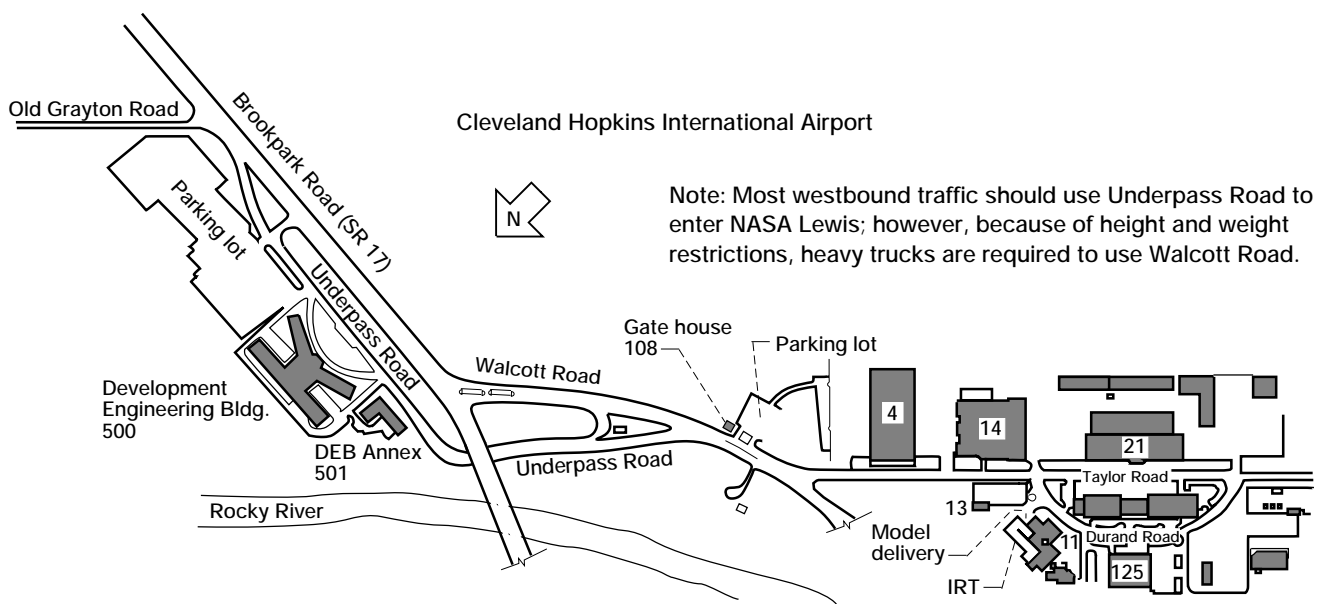 Old Grayton Road
Brookpark Road (SR 17)
Cleveland Hopkins International Airport
N
Note: Most westbound traffic should use Underpass Road to
enter NASA Lewis; however, because of height and weight
restrictions, heavy trucks are required to use Walcott Road.
Parking lot
Underpass Road
Gate house
108
Parking lot
Walcott Road
Development
Engineering Bldg.
500
DEB Annex
501
Underpass Road
Rocky River
4
14
21
Taylor Road
13
Model
delivery
11
Durand Road
IRT
125